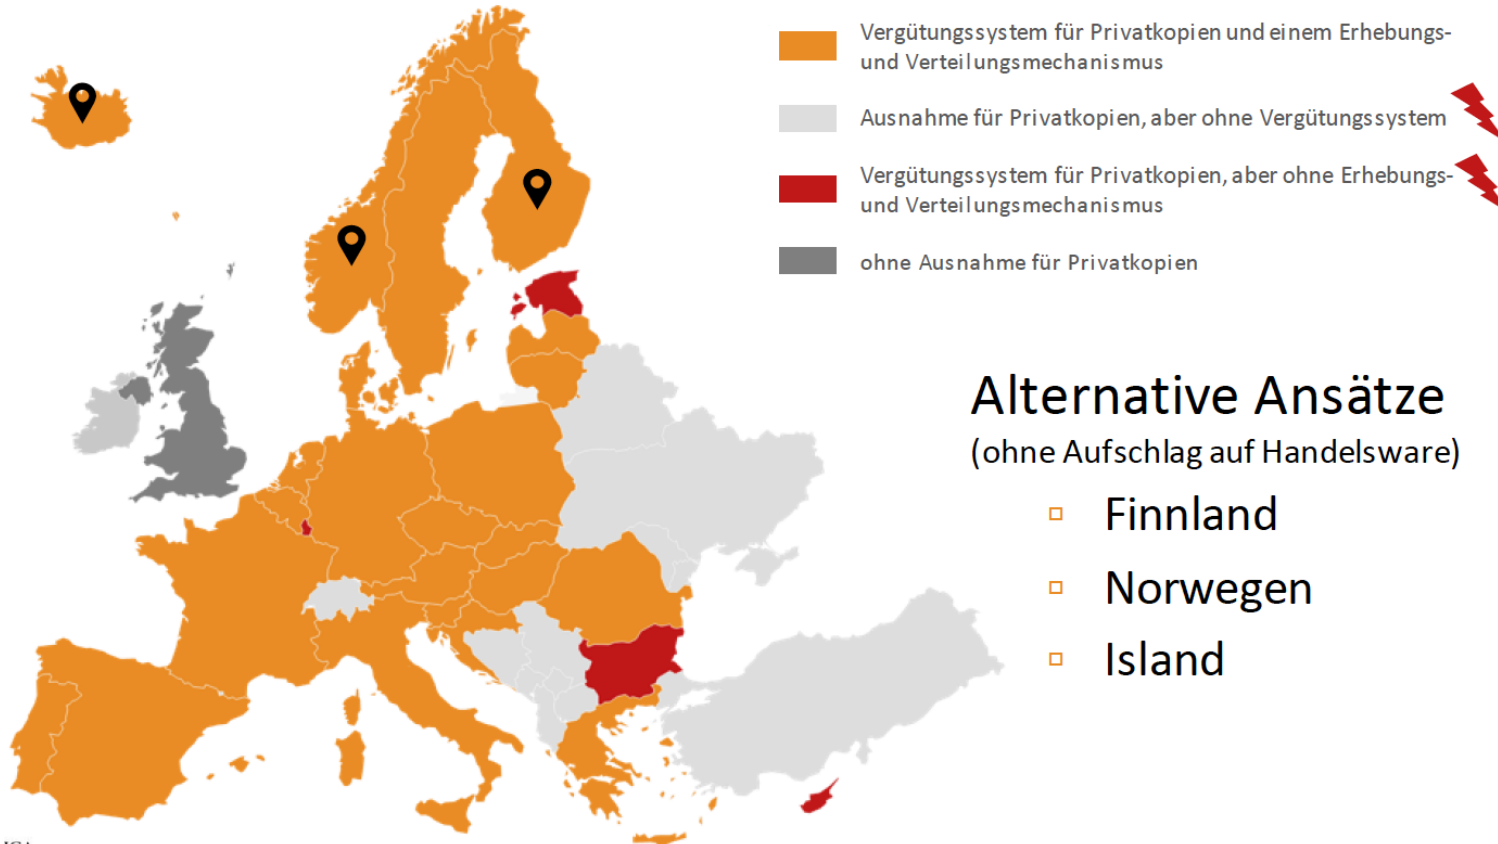 Vergütungssystem für Privatkopien und einem Erhebungs-
und Verteilungsmechanismus
Ausnahme für Privatkopien, aber ohne Vergütungssystem
Vergütungssystem für Privatkopien, aber ohne Erhebungs-
und Verteilungsmechanismus
ohne Ausnahme für Privatkopien
Alternative Ansätze
(ohne Aufschlag auf Handelsware)
Finnland
Norwegen
Island